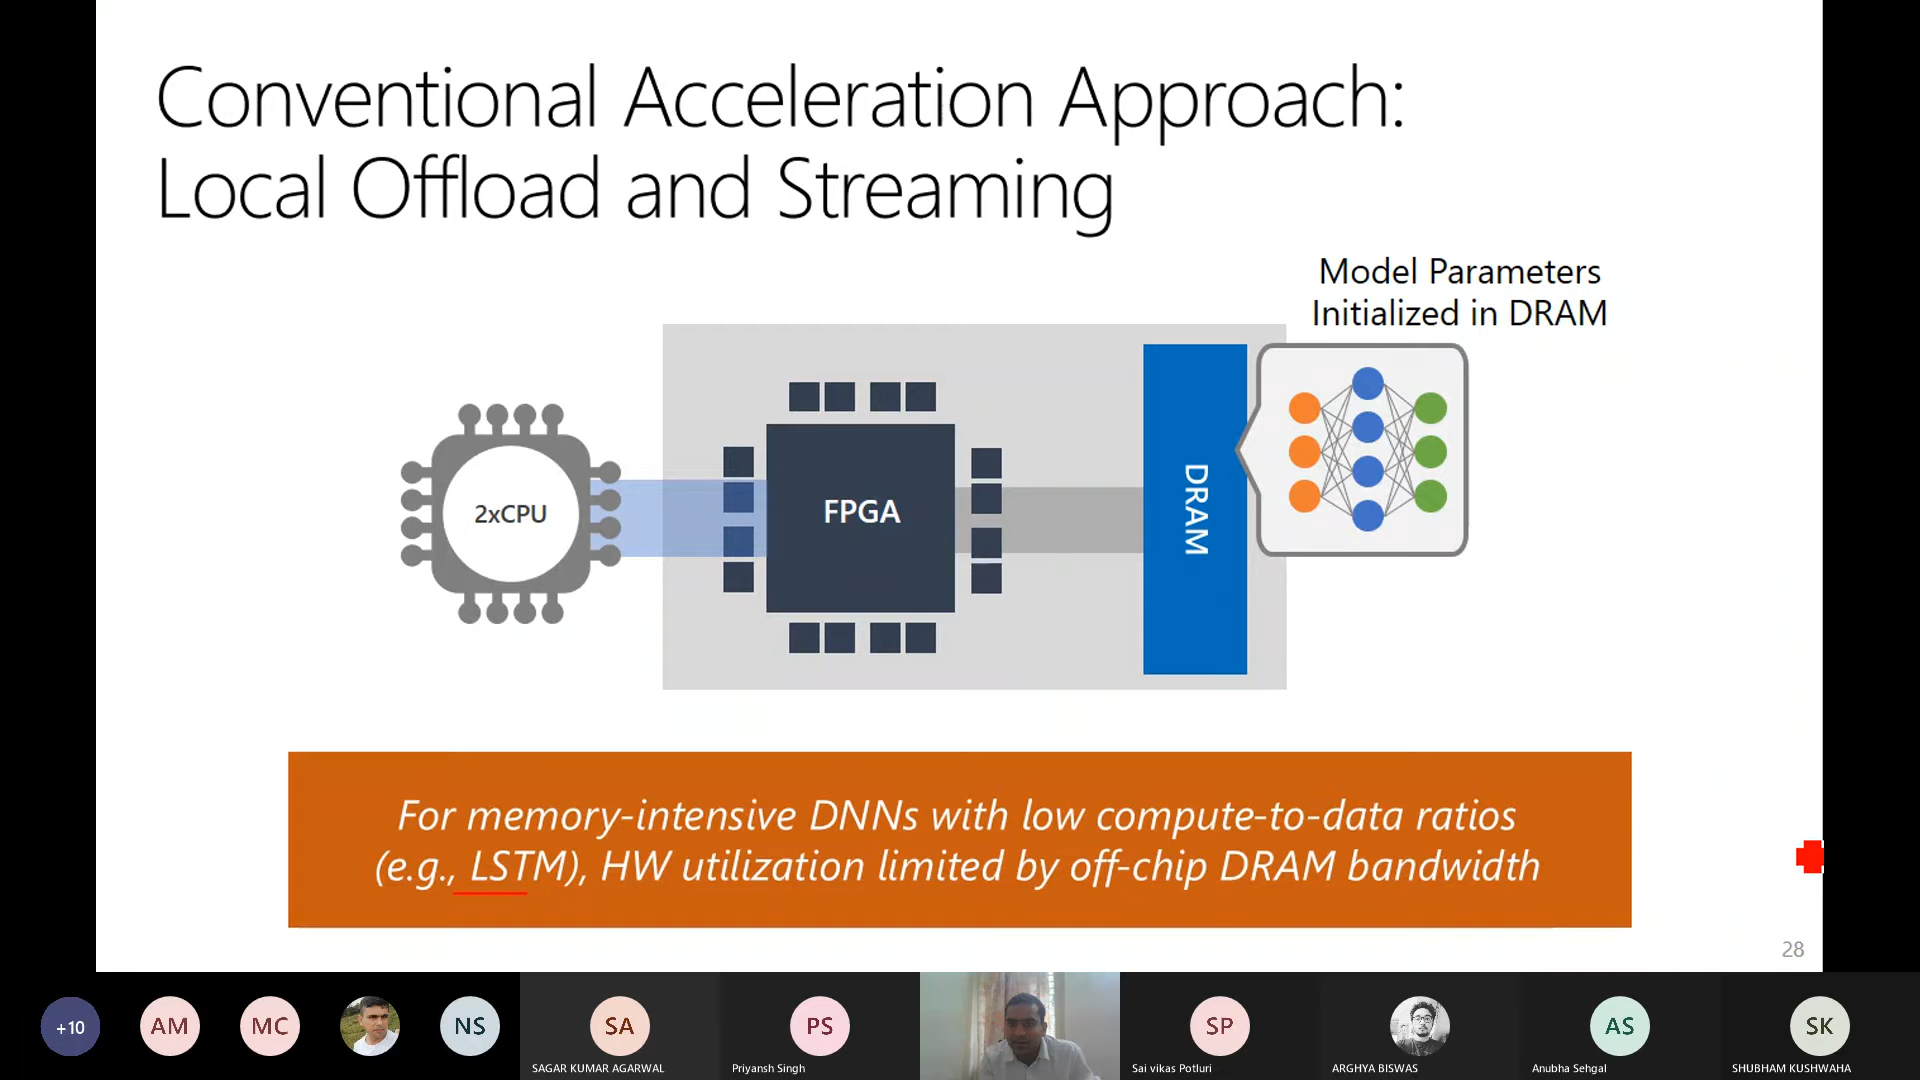 Conventional Acceleration Approach:
Local Offload and Streaming
Model Parameters
Initialized in DRAM
2xCPU
FPGA
DRAM
For memory-intensive DNNs with low compute-to-data ratios
(e.g., LSTM), HW utilization limited by off-chip DRAM bandwidth
28
+10
AM
MC
NS
SA
SAGAR KUMAR AGARWAL
PS
Priyansh Singh
SP
Sai vikas Potluri
ARGHYA BISWAS
AS
Anubha Sehgal
SK
SHUBHAM KUSHWAHA